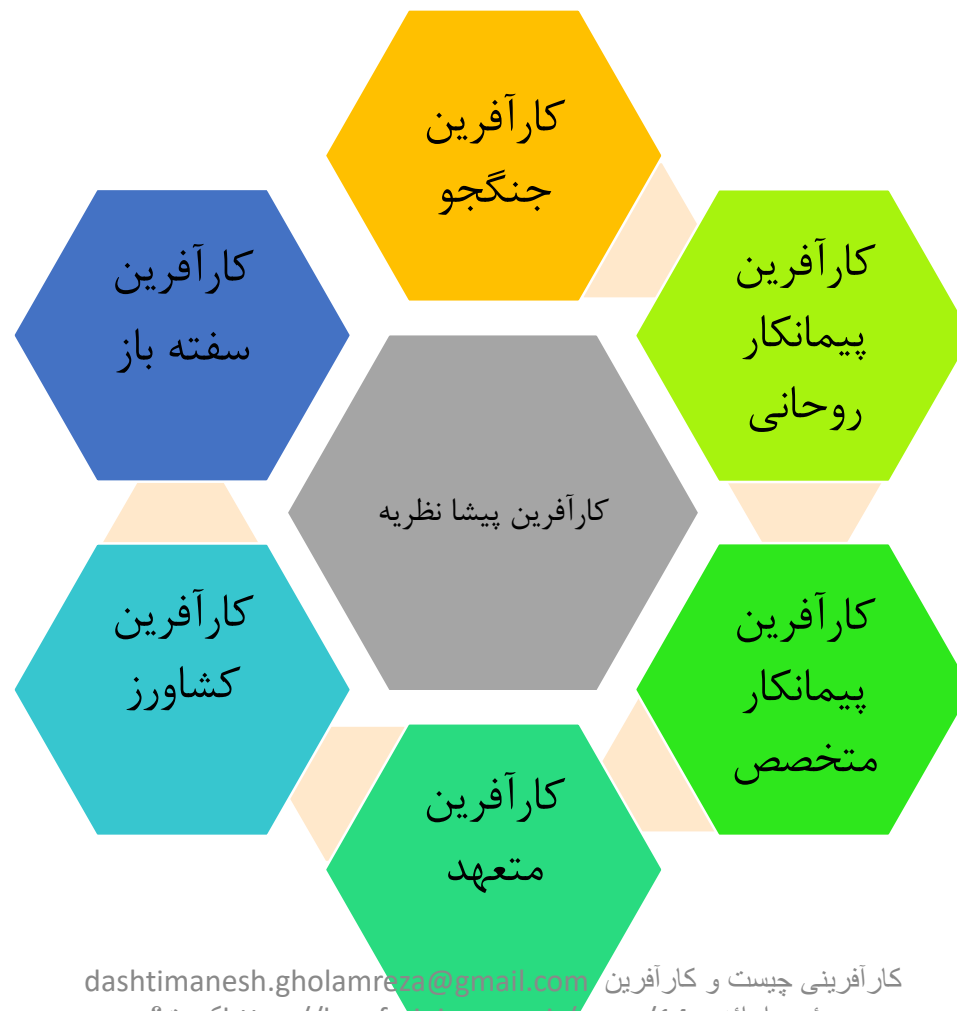 کارآفرین
جنگجو
کارآفرین
پیمانکار
روحانی
کارآفرین
پیمانکار
متخصص
کارآفرین
متعهد
کارآفرین
کشاورز
کارآفرین
سفته باز
کارآفرین پیشا نظریه
کارآفرینی چیست و کارآفرین dashtimanesh.gholamreza@gmail.com